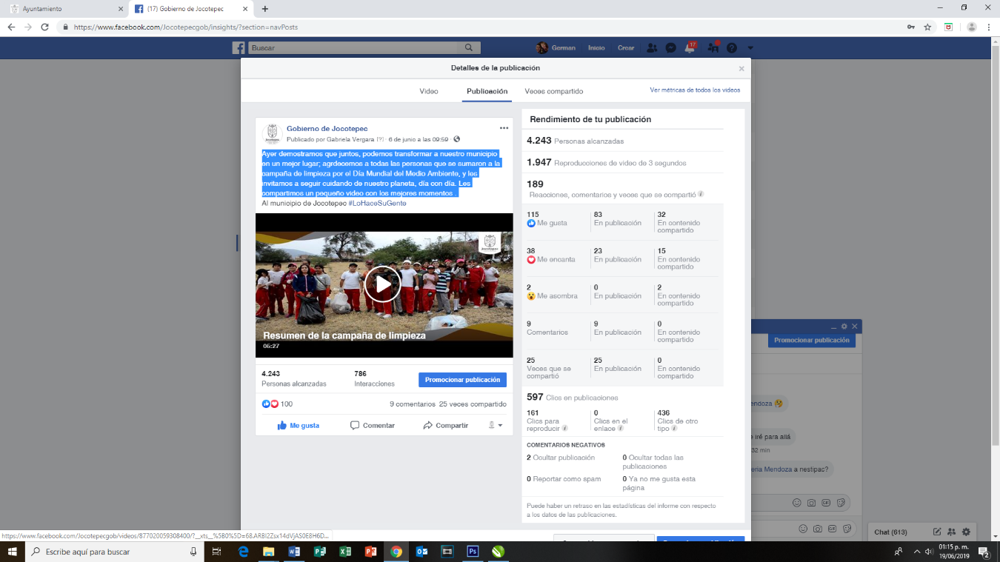 Ayuntamiento
(17) Gobierno de Jocotepec
https://www.facebook.com/Jocotepecgob/insights/?section=navPosts
Buscar
German
Inicio
Crear
17
Detalles de la publicación
Video
Publicación
Veces compartido
Ver métricas de todos los videos
Gobierno de Jocotepec
Publicado por Gabriela Vergara [?] · 6 de junio a las 09:59 ·
Ayer demostramos que juntos, podemos transformar a nuestro municipio
en un mejor lugar; agrdecemos a todas las personas que se sumaron a la
campaña de limpieza por el Día Mundial del Medio Ambiente, y les
invitamos a seguir cuidando de nuestro planeta, día con día. Les
compartimos un pequeño video con los mejores momentos .
Al municipio de Jocotepec #LoHaceSuGente
Jocotepec
Resumen de la campaña de limpieza
05:27
4.243
Personas alcanzadas
786
Interacciones
Promocionar publicación
100
9 comentarios 25 veces compartido
Me gusta
Comentar
Compartir
Rendimiento de tu publicación
4.243 Personas alcanzadas
1.947 Reproducciones de video de 3 segundos
189
Reacciones, comentarios y veces que se compartió
115
Me gusta
83
En publicación
32
En contenido
compartido
38
Me encanta
23
En publicación
15
En contenido
compartido
2
Me asombra
0
En publicación
2
En contenido
compartido
9
Comentarios
9
En publicación
0
En contenido
compartido
25
Veces que se
compartió
25
En publicación
0
En contenido
compartido
597 Clics en publicaciones
161
Clics para
reproducir
0
Clics en el
enlace
436
Clics de otro
tipo
COMENTARIOS NEGATIVOS
2 Ocultar publicación
0 Ocultar todas las
publicaciones
0 Reportar como spam
0 Ya no me gusta esta
página
Puede haber un retraso en las estadísticas del informe con respecto
a los datos de las publicaciones.
Promocionar publicación
iré para allá
32 min
Mendoza a nestipac?
Chat (613)
https://www.facebook.com/Jocotepecgob/videos/877020059308400/?__xts__%5B0%5D=68.ARBl2Zsx14dVjAS0E8H6D...
Escribe aquí para buscar
01:15 p. m.
19/06/2019
2